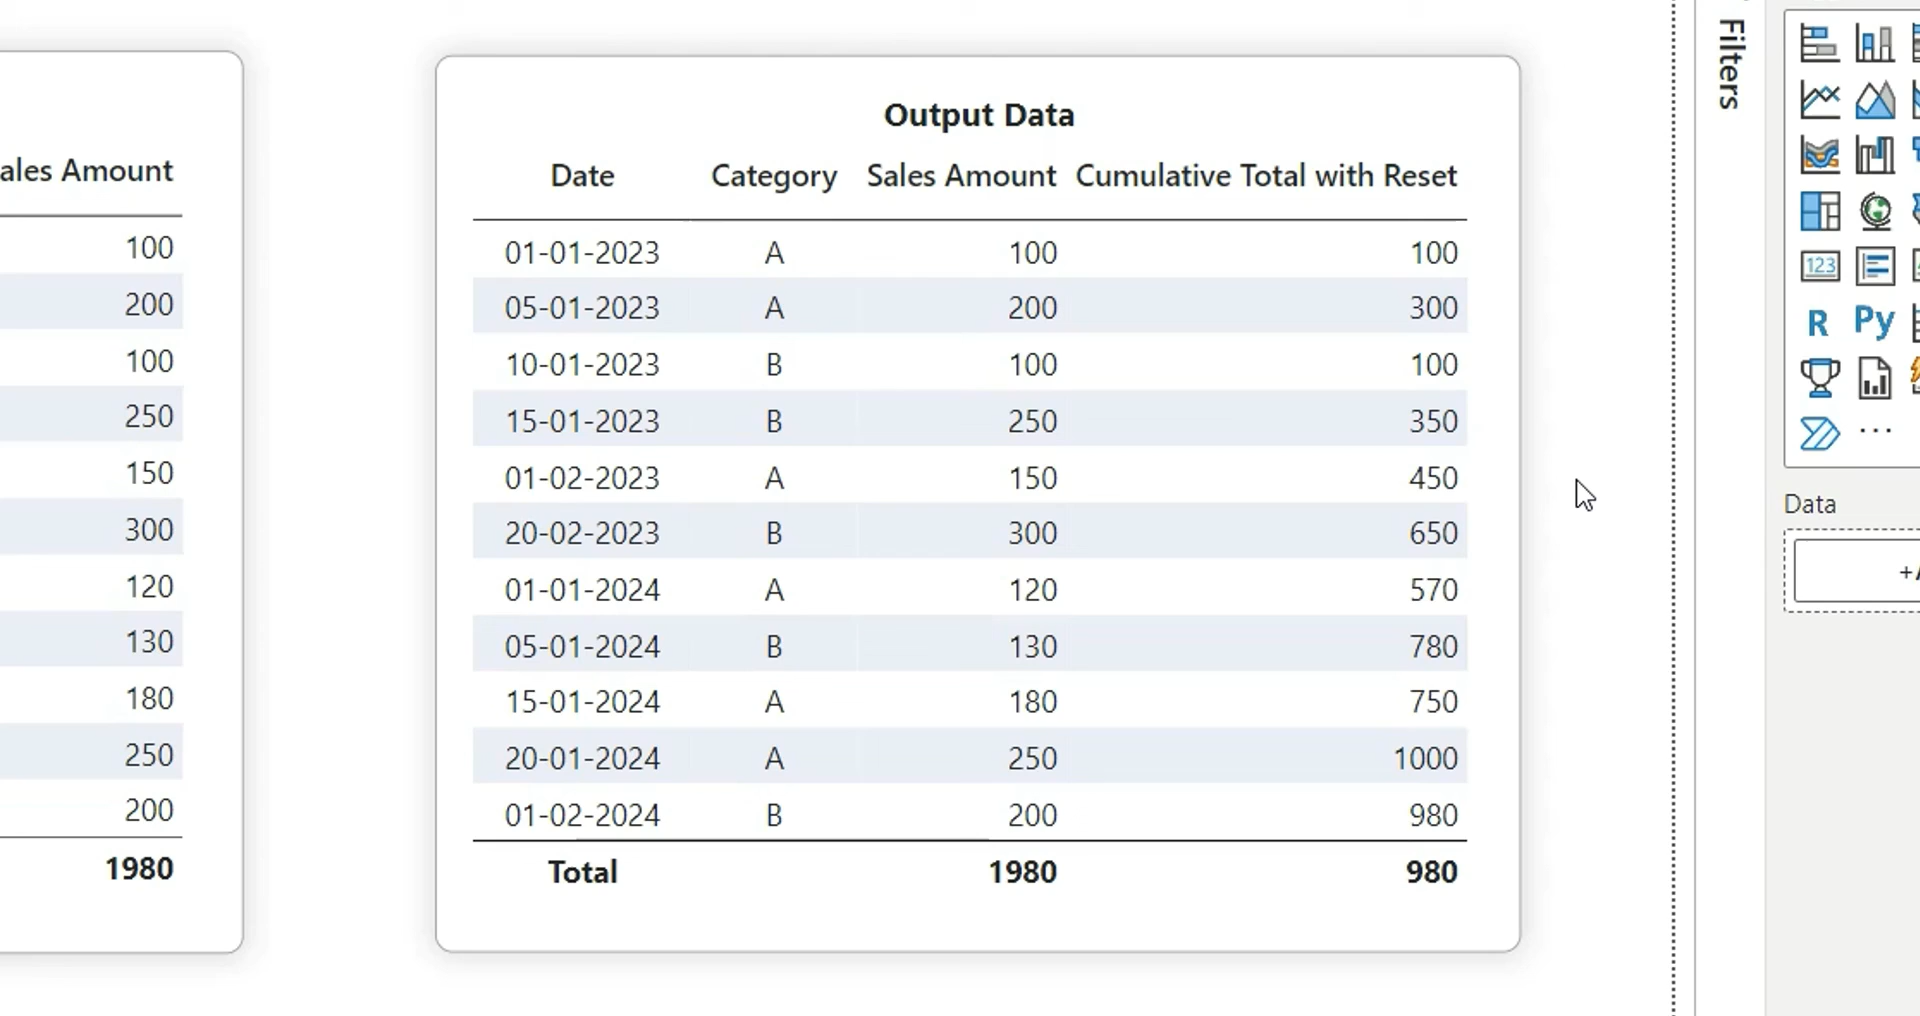 Filters
ales Amount
100
200
100
250
150
300
120
130
180
250
200
1980
Output Data
Date Category Sales Amount Cumulative Total with Reset
01-01-2023 A 100 100
05-01-2023 A 200 300
10-01-2023 B 100 100
15-01-2023 B 250 350
01-02-2023 A 150 450
20-02-2023 B 300 650
01-01-2024 A 120 570
05-01-2024 B 130 780
15-01-2024 A 180 750
20-01-2024 A 250 1000
01-02-2024 B 200 980
Total 1980 980
123
R Py
...
Data
+